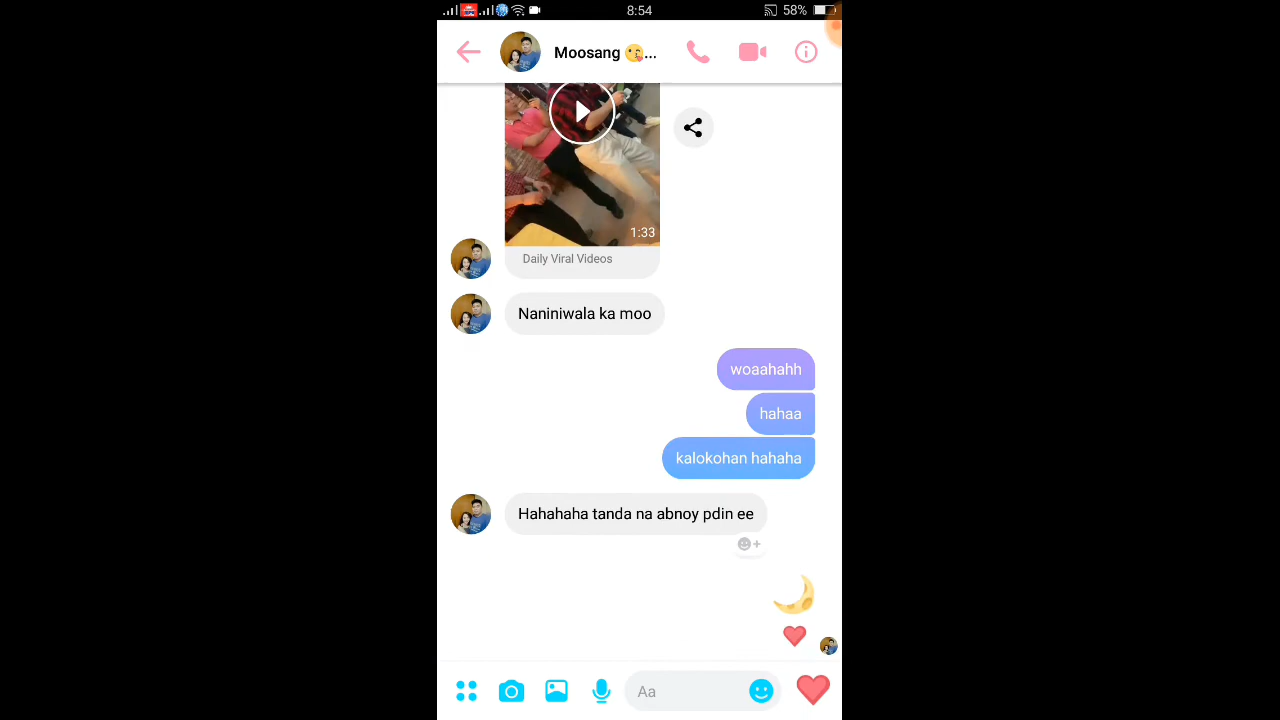 8:54
58%
Moosang 😘...
1:33
Daily Viral Videos
Naniniwala ka moo
woaahahh
hahaa
kalokohan hahaha
Hahahaha tanda na abnoy pdin ee
Aa